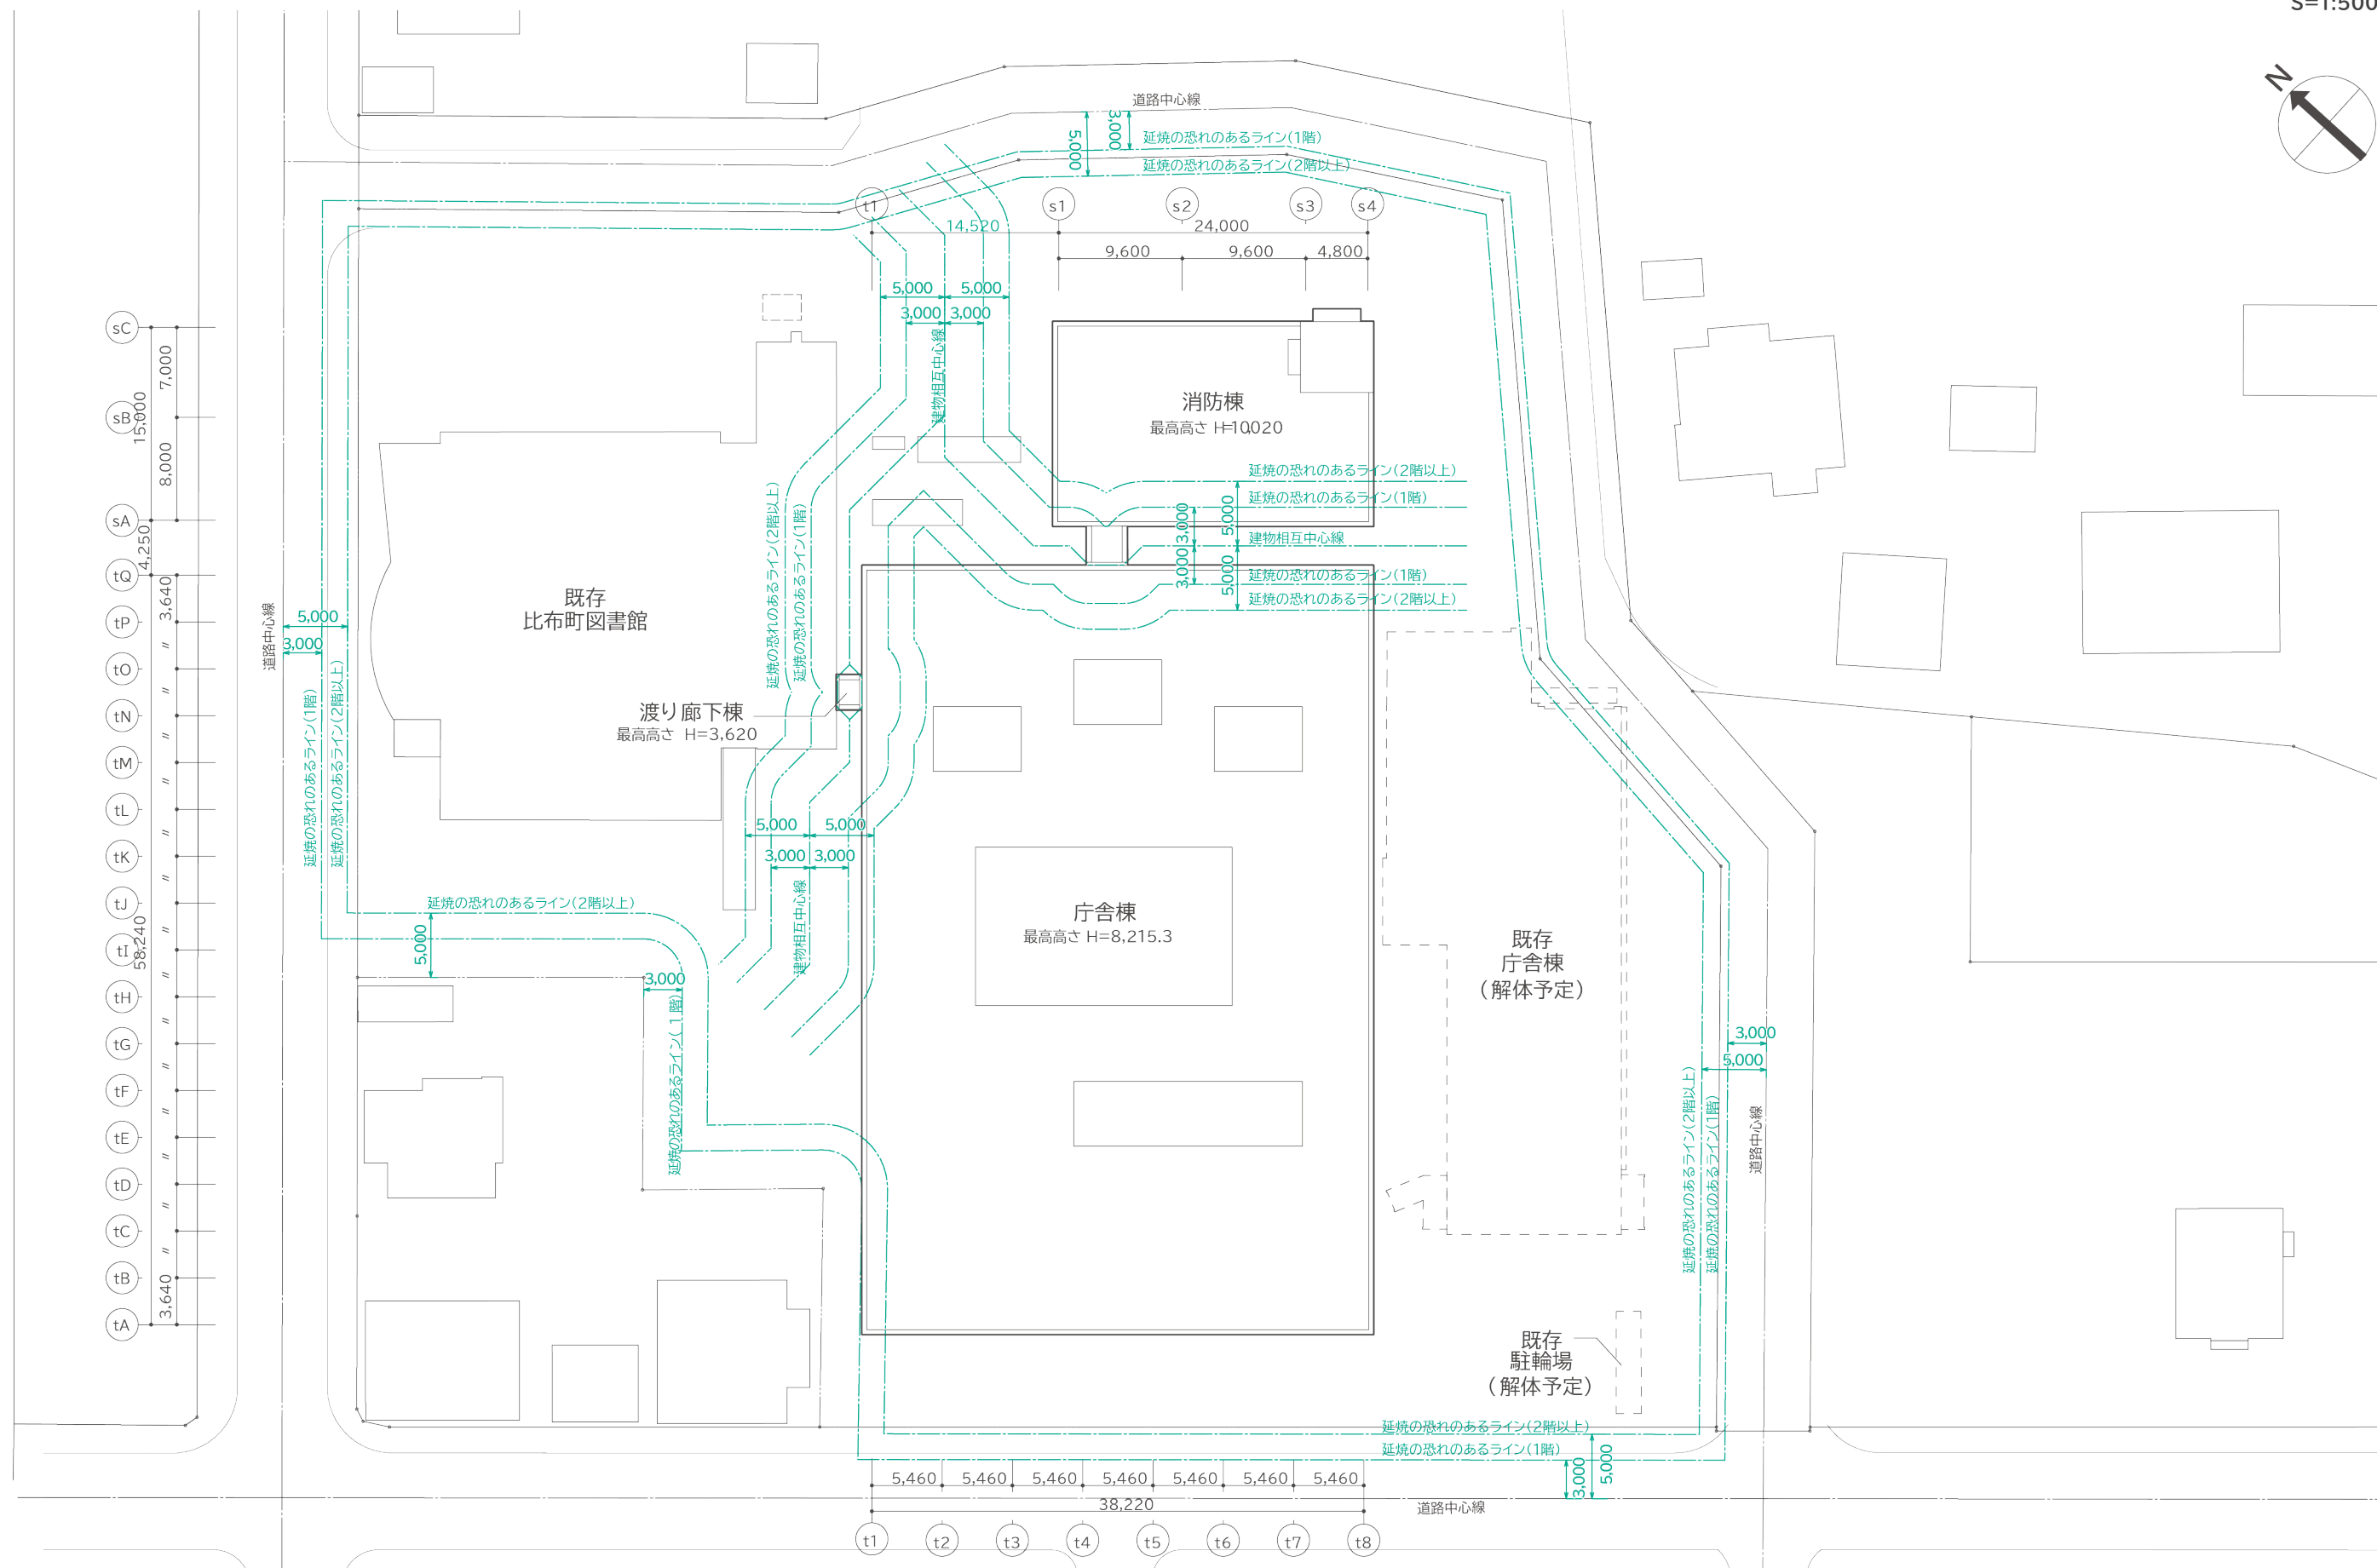 S=1:500
N
道路中心線
3,000
5,000
延焼の恐れのあるライン(1階)
延焼の恐れのあるライン(2階以上)
t1
s1
s2
s3
s4
14,520
24,000
9,600
9,600
4,800
5,000
5,000
3,000
3,000
建物相互中心線
sC
7,000
15,000
sB
8,000
sA
4,250
tQ
3,640
tP
〃
tO
〃
tN
〃
tM
〃
tL
〃
tK
〃
tJ
〃
58,240
tI
〃
tH
〃
tG
〃
tF
〃
tE
〃
tD
〃
tC
〃
tB
3,640
tA
消防棟
最高高さ H=10,020
延焼の恐れのあるライン(2階以上)
延焼の恐れのあるライン(1階)
3,000
5,000
建物相互中心線
3,000
5,000
延焼の恐れのあるライン(1階)
延焼の恐れのあるライン(2階以上)
既存
比布町図書館
延焼の恐れのあるライン(2階以上)
延焼の恐れのあるライン(1階)
道路中心線
5,000
3,000
延焼の恐れのあるライン(1階)
延焼の恐れのあるライン(2階以上)
渡り廊下棟
最高高さ H=3,620
5,000
5,000
3,000
3,000
建物相互中心線
延焼の恐れのあるライン(2階以上)
5,000
3,000
延焼の恐れのあるライン(1階)
庁舎棟
最高高さ H=8,215.3
既存
庁舎棟
(解体予定)
3,000
5,000
延焼の恐れのあるライン(2階以上)
延焼の恐れのあるライン(1階)
道路中心線
既存
駐輪場
(解体予定)
延焼の恐れのあるライン(2階以上)
延焼の恐れのあるライン(1階)
3,000
5,000
5,460
5,460
5,460
5,460
5,460
5,460
5,460
38,220
道路中心線
t1
t2
t3
t4
t5
t6
t7
t8